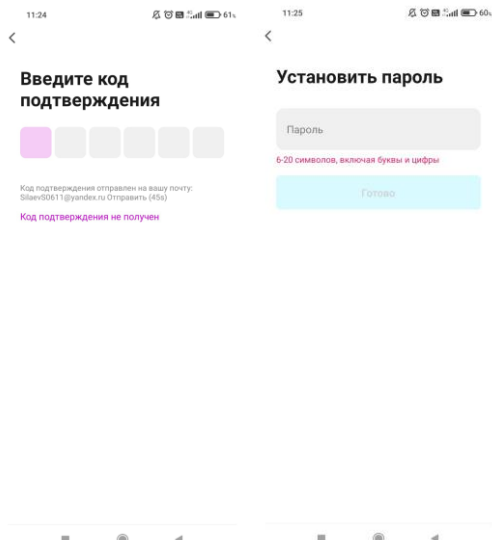 11:24
61%
Введите код
подтверждения
Код подтверждения отправлен на вашу почту:
SilaevS0611@yandex.ru Отправить (45s)
Код подтверждения не получен
11:25
60%
Установить пароль
Пароль
6-20 символов, включая буквы и цифры
Готово